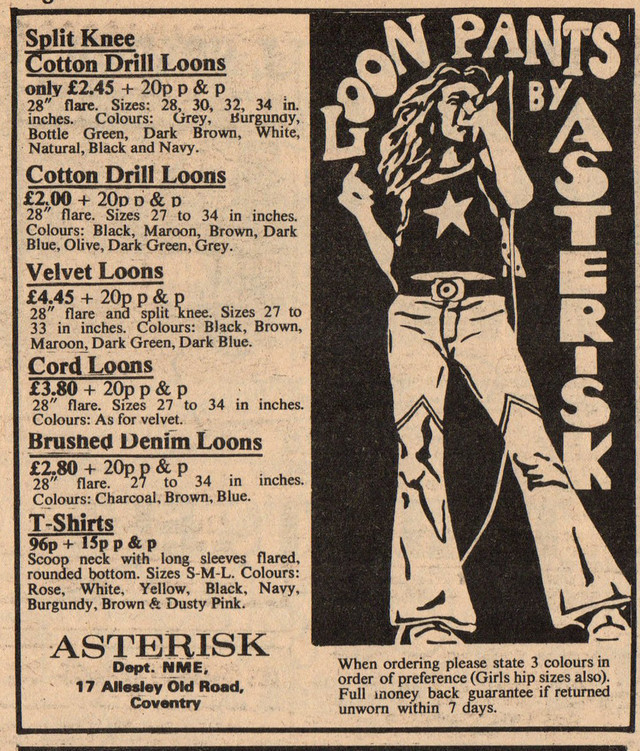 Split Knee
Cotton Drill Loons
only £2.45 + 20p p & p
28″ flare. Sizes: 28, 30, 32, 34 in.
inches. Colours: Grey, Burgundy,
Bottle Green, Dark Brown, White,
Natural, Black and Navy.
Cotton Drill Loons
£2.00 + 20p p & p
28″ flare. Sizes 27 to 34 in inches.
Colours: Black, Maroon, Brown, Dark
Blue, Olive, Dark Green, Grey.
Velvet Loons
£4.45 + 20p p & p
28″ flare and split knee. Sizes 27 to
33 in inches. Colours: Black, Brown,
Maroon, Dark Green, Dark Blue.
Cord Loons
£3.80 + 20p p & p
28″ flare. Sizes 27 to 34 in inches.
Colours: As for velvet.
Brushed Denim Loons
£2.80 + 20p p & p
28″ flare. 27 to 34 in inches.
Colours: Charcoal, Brown, Blue.
T-Shirts
96p + 15p p & p
Scoop neck with long sleeves flared,
rounded bottom. Sizes S-M-L. Colours:
Rose, White, Yellow, Black, Navy,
Burgundy, Brown & Dusty Pink.
ASTERISK
Dept. NME,
17 Allesley Old Road,
Coventry
LOON PANTS
BY
ASTERISK
When ordering please state 3 colours in
order of preference (Girls hip sizes also).
Full money back guarantee if returned
unworn within 7 days.